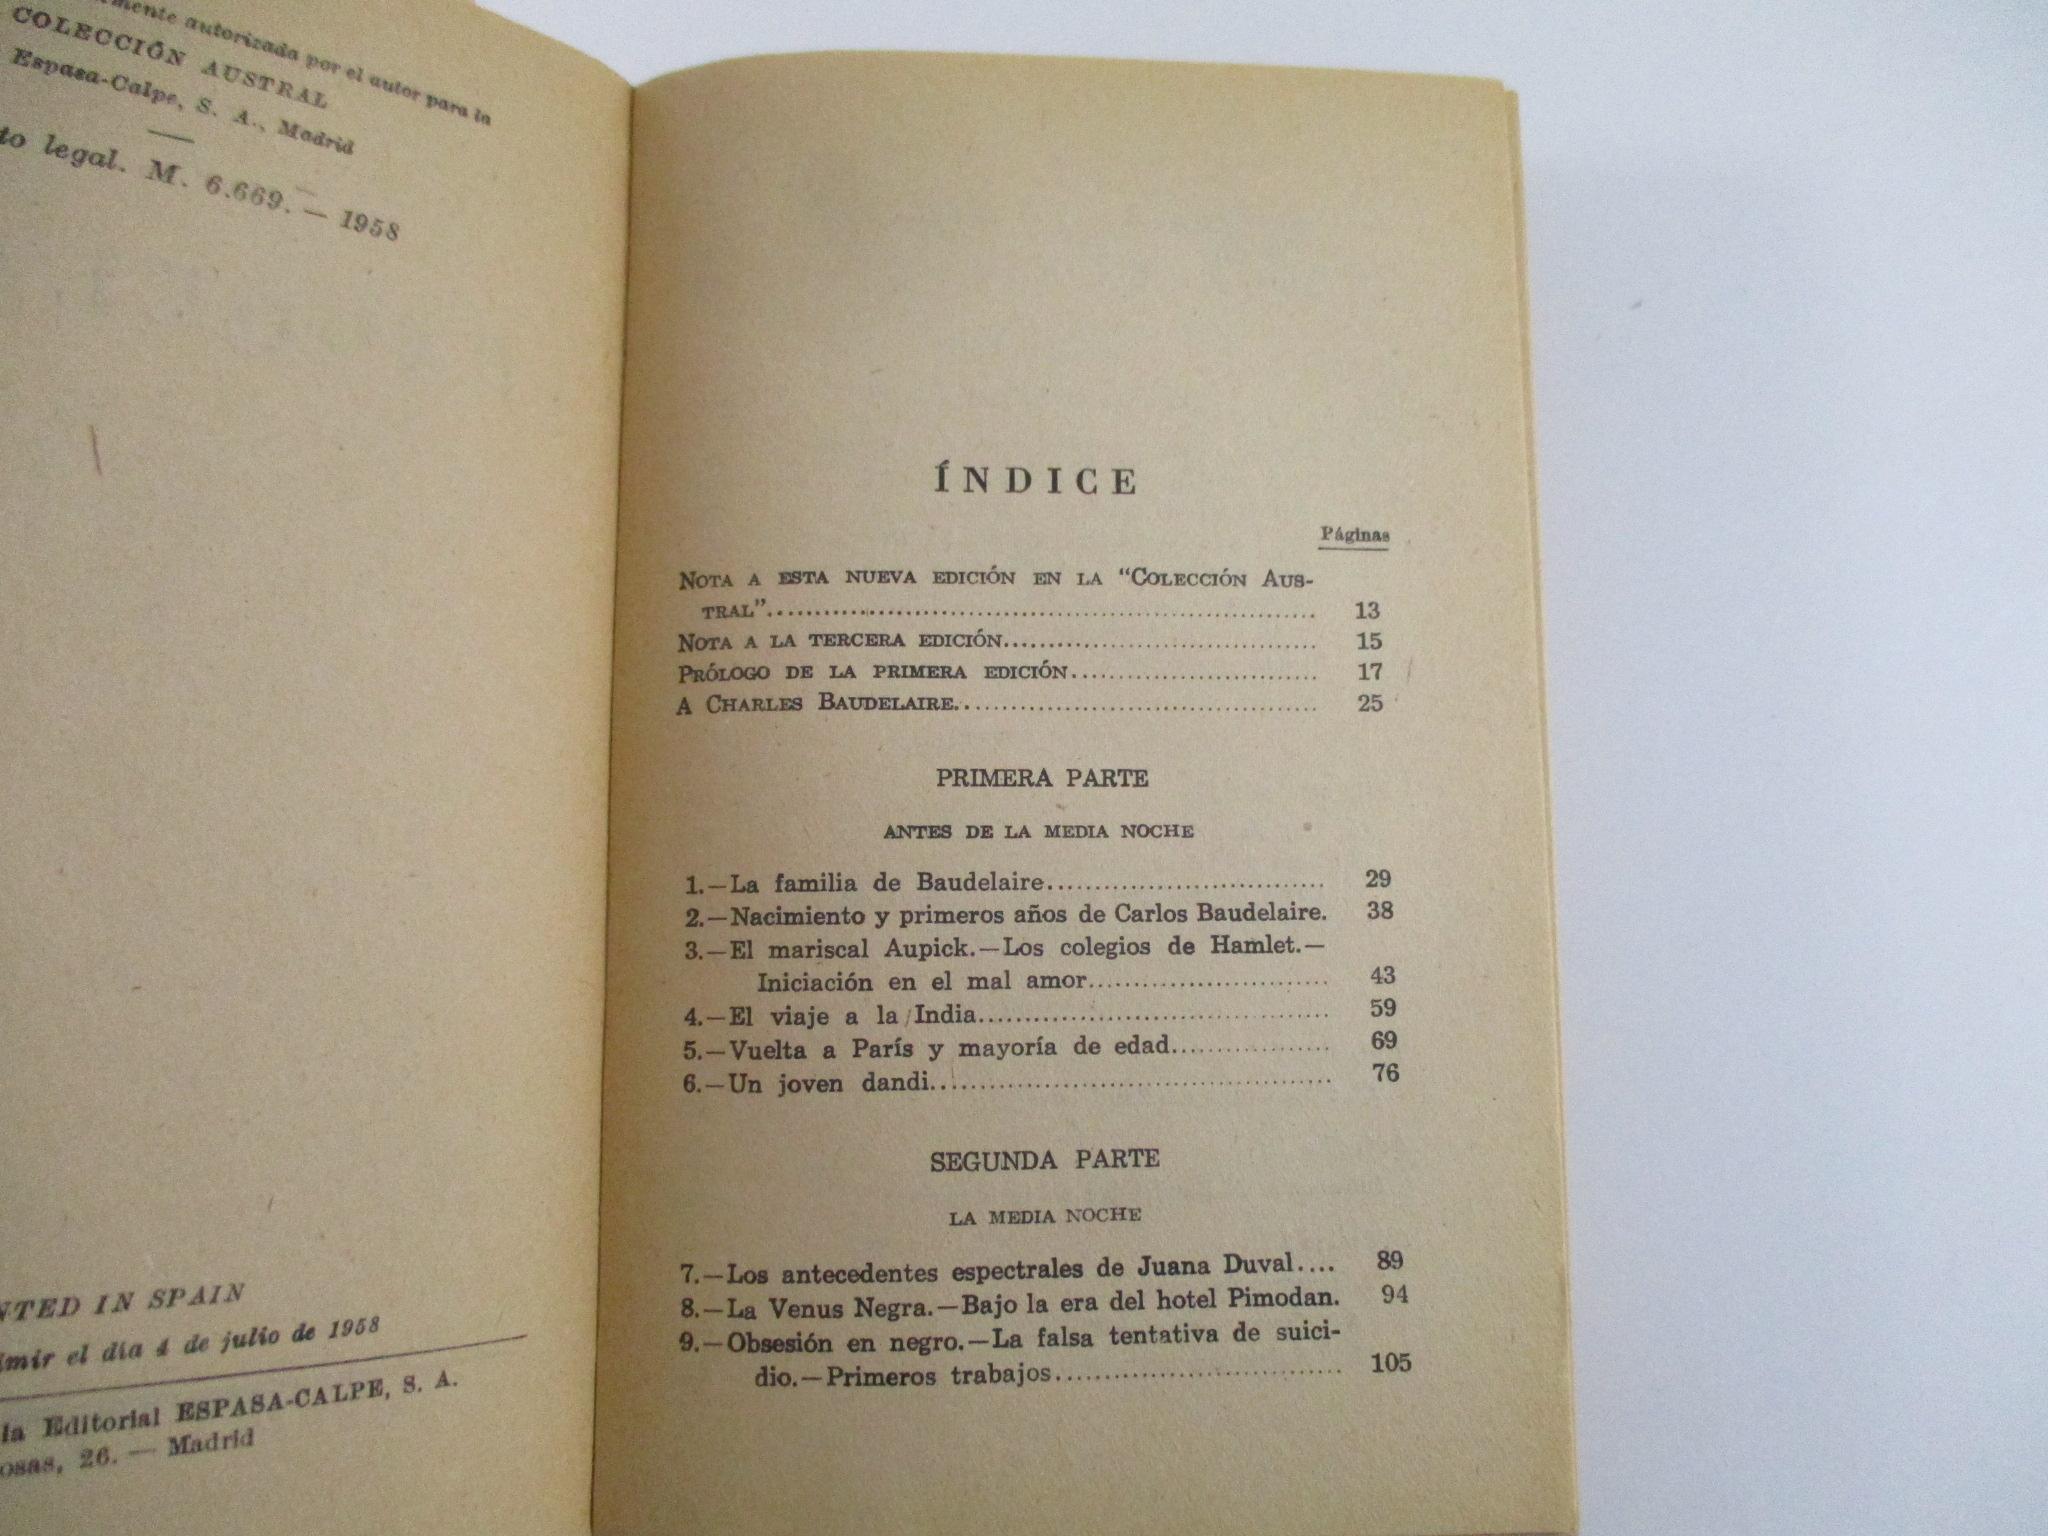 autorizada por el autor para la
COLECCIÓN AUSTRAL
Espasa-Calpe, S. A., Madrid
legal. M. 6.669. — 1958
IN SPAIN
el día 4 de julio de 1958
la Editorial ESPASA-CALPE, S. A.
26. — Madrid
ÍNDICE
Páginas
NOTA A ESTA NUEVA EDICIÓN EN LA "COLECCIÓN AUS-
TRAL"............ 13
NOTA A LA TERCERA EDICIÓN............ 15
PRÓLOGO DE LA PRIMERA EDICIÓN............ 17
A CHARLES BAUDELAIRE............ 25
PRIMERA PARTE
ANTES DE LA MEDIA NOCHE
1.—La familia de Baudelaire............ 29
2.—Nacimiento y primeros años de Carlos Baudelaire. 38
3.—El mariscal Aupick.—Los colegios de Hamlet.—
Iniciación en el mal amor............ 43
4.—El viaje a la India............ 59
5.—Vuelta a París y mayoría de edad............ 69
6.—Un joven dandi............ 76
SEGUNDA PARTE
LA MEDIA NOCHE
7.—Los antecedentes espectrales de Juana Duval.... 89
8.—La Venus Negra.—Bajo la era del hotel Pimodan. 94
9.—Obsesión en negro.—La falsa tentativa de suici-
dio.—Primeros trabajos............ 105